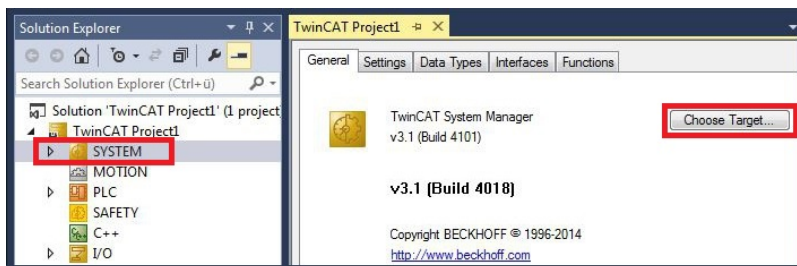 Solution Explorer
Search Solution Explorer (Ctrl+ü)
Solution 'TwinCAT Project1' (1 project
TwinCAT Project1
SYSTEM
MOTION
PLC
SAFETY
C++
I/O
TwinCAT Project1
General Settings Data Types Interfaces Functions
TwinCAT System Manager
v3.1 (Build 4101)
Choose Target...
v3.1 (Build 4018)
Copyright BECKHOFF © 1996-2014
http://www.beckhoff.com